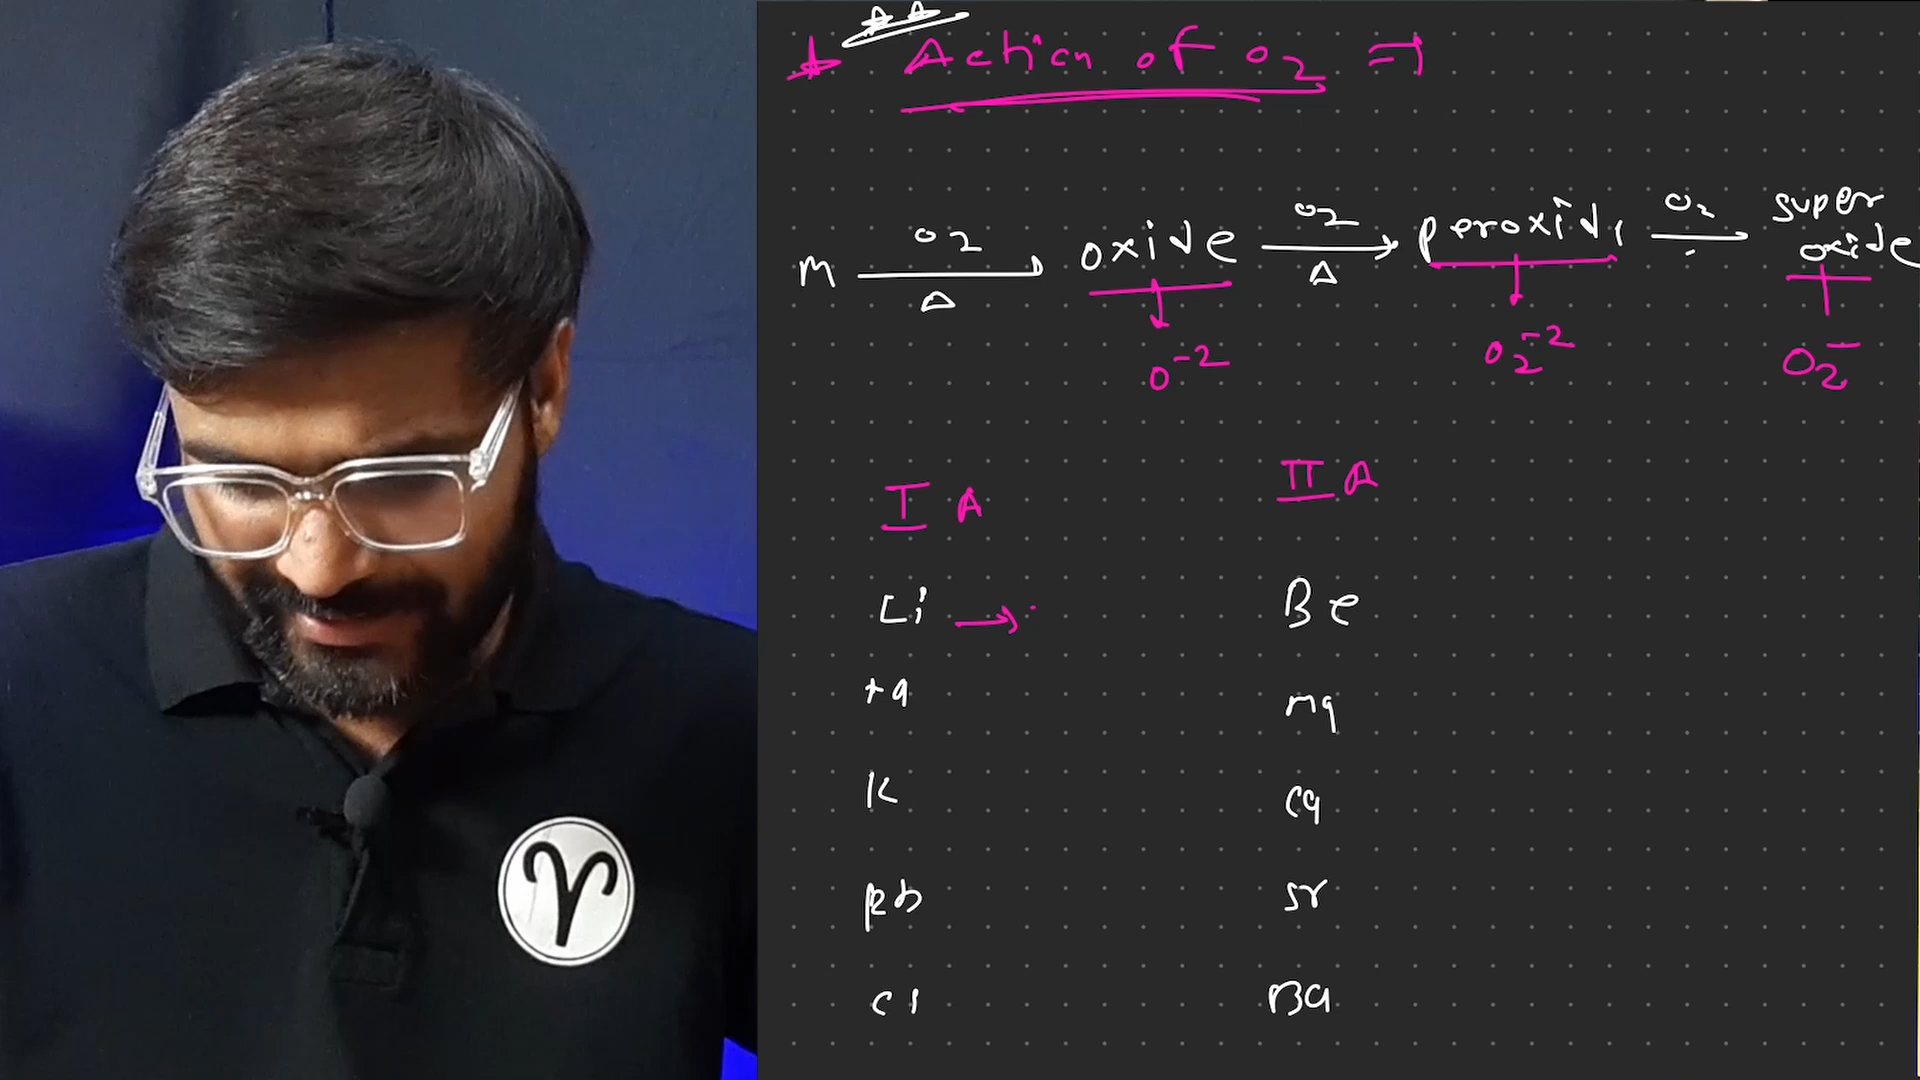 Action of O2 ⇒
M O2 Δ → oxide O2 Δ → peroxide O2 → super oxide
O^-2 O2^-2 O2^-
I A II A
Li → Be
Na Mg
K Ca
Rb Sr
Cs Ba